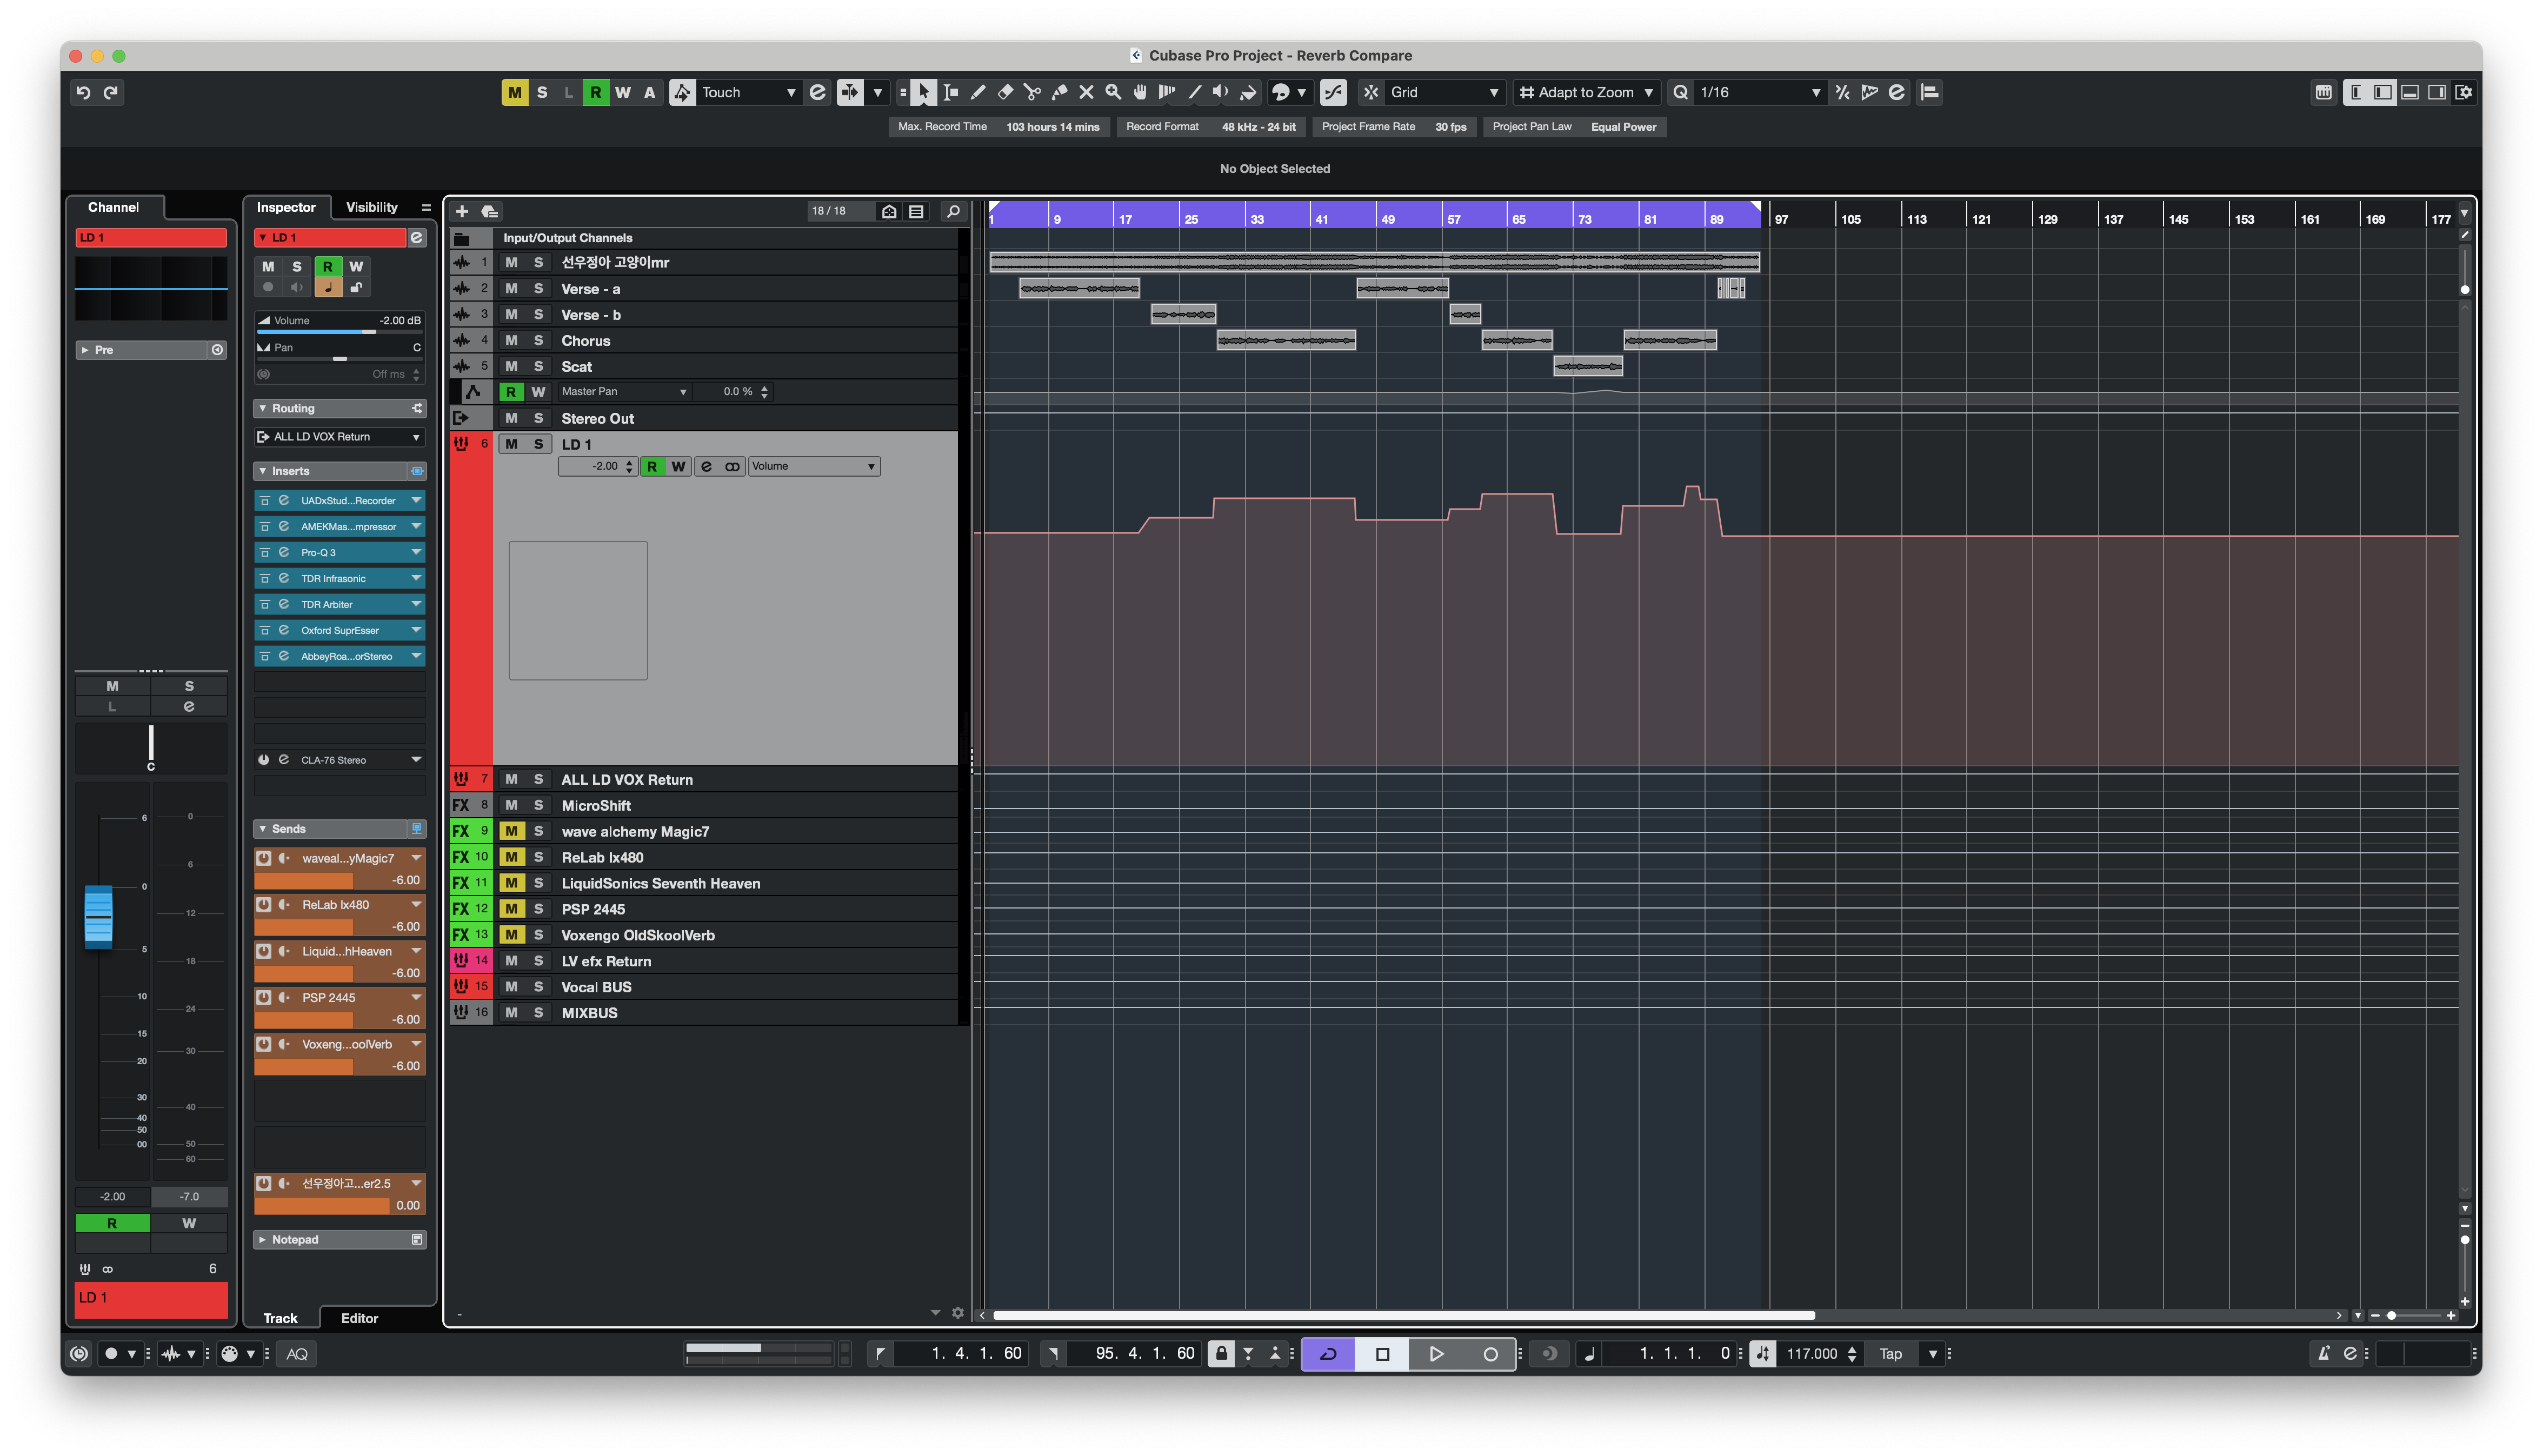 Cubase Pro Project - Reverb Compare
M S L R W A Touch Grid Adapt to Zoom Q 1/16
Max. Record Time 103 hours 14 mins Record Format 48 kHz - 24 bit Project Frame Rate 30 fps Project Pan Law Equal Power
No Object Selected
Channel
LD 1
Pre
M S
L e
C
6 0
0 6
5 12
18
10 24
15
20 30
30
40 40
50
00 50
60
-2.00 -7.0
R W
6
LD 1
Inspector Visibility
LD 1
M S R W
Volume -2.00 dB
Pan C
Off ms
Routing
ALL LD VOX Return
Inserts
UADxStud...Recorder
AMEKMas...mpressor
Pro-Q 3
TDR Infrasonic
TDR Arbiter
Oxford SuprEsser
AbbeyRoa...orStereo
CLA-76 Stereo
Sends
waveal...yMagic7
-6.00
ReLab lx480
-6.00
Liquid...hHeaven
-6.00
PSP 2445
-6.00
Voxeng...oolVerb
-6.00
선우정아고...er2.5
0.00
Notepad
Track Editor
18 / 18
Input/Output Channels
1 M S 선우정아 고양이mr
2 M S Verse - a
3 M S Verse - b
4 M S Chorus
5 M S Scat
R W Master Pan 0.0 %
M S Stereo Out
6 M S LD 1
-2.00 R W e Volume
7 M S ALL LD VOX Return
FX 8 M S MicroShift
FX 9 M S wave alchemy Magic7
FX 10 M S ReLab lx480
FX 11 M S LiquidSonics Seventh Heaven
FX 12 M S PSP 2445
FX 13 M S Voxengo OldSkoolVerb
14 M S LV efx Return
15 M S Vocal BUS
16 M S MIXBUS
1 9 17 25 33 41 49 57 65 73 81 89 97 105 113 121 129 137 145 153 161 169 177
AQ 1. 4. 1. 60 95. 4. 1. 60 1. 1. 1. 0 117.000 Tap